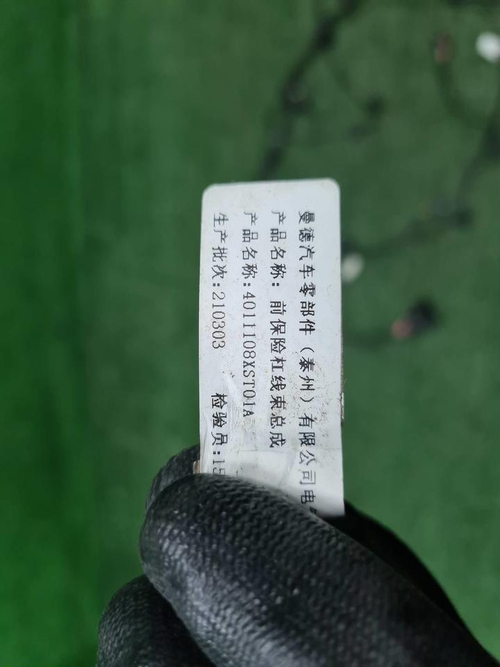 曼德汽车零部件（泰州）有限公司电
产品名称：前保险杠线束总成
产品名称:4011108XST01A
生产批次:210303 检验员:15